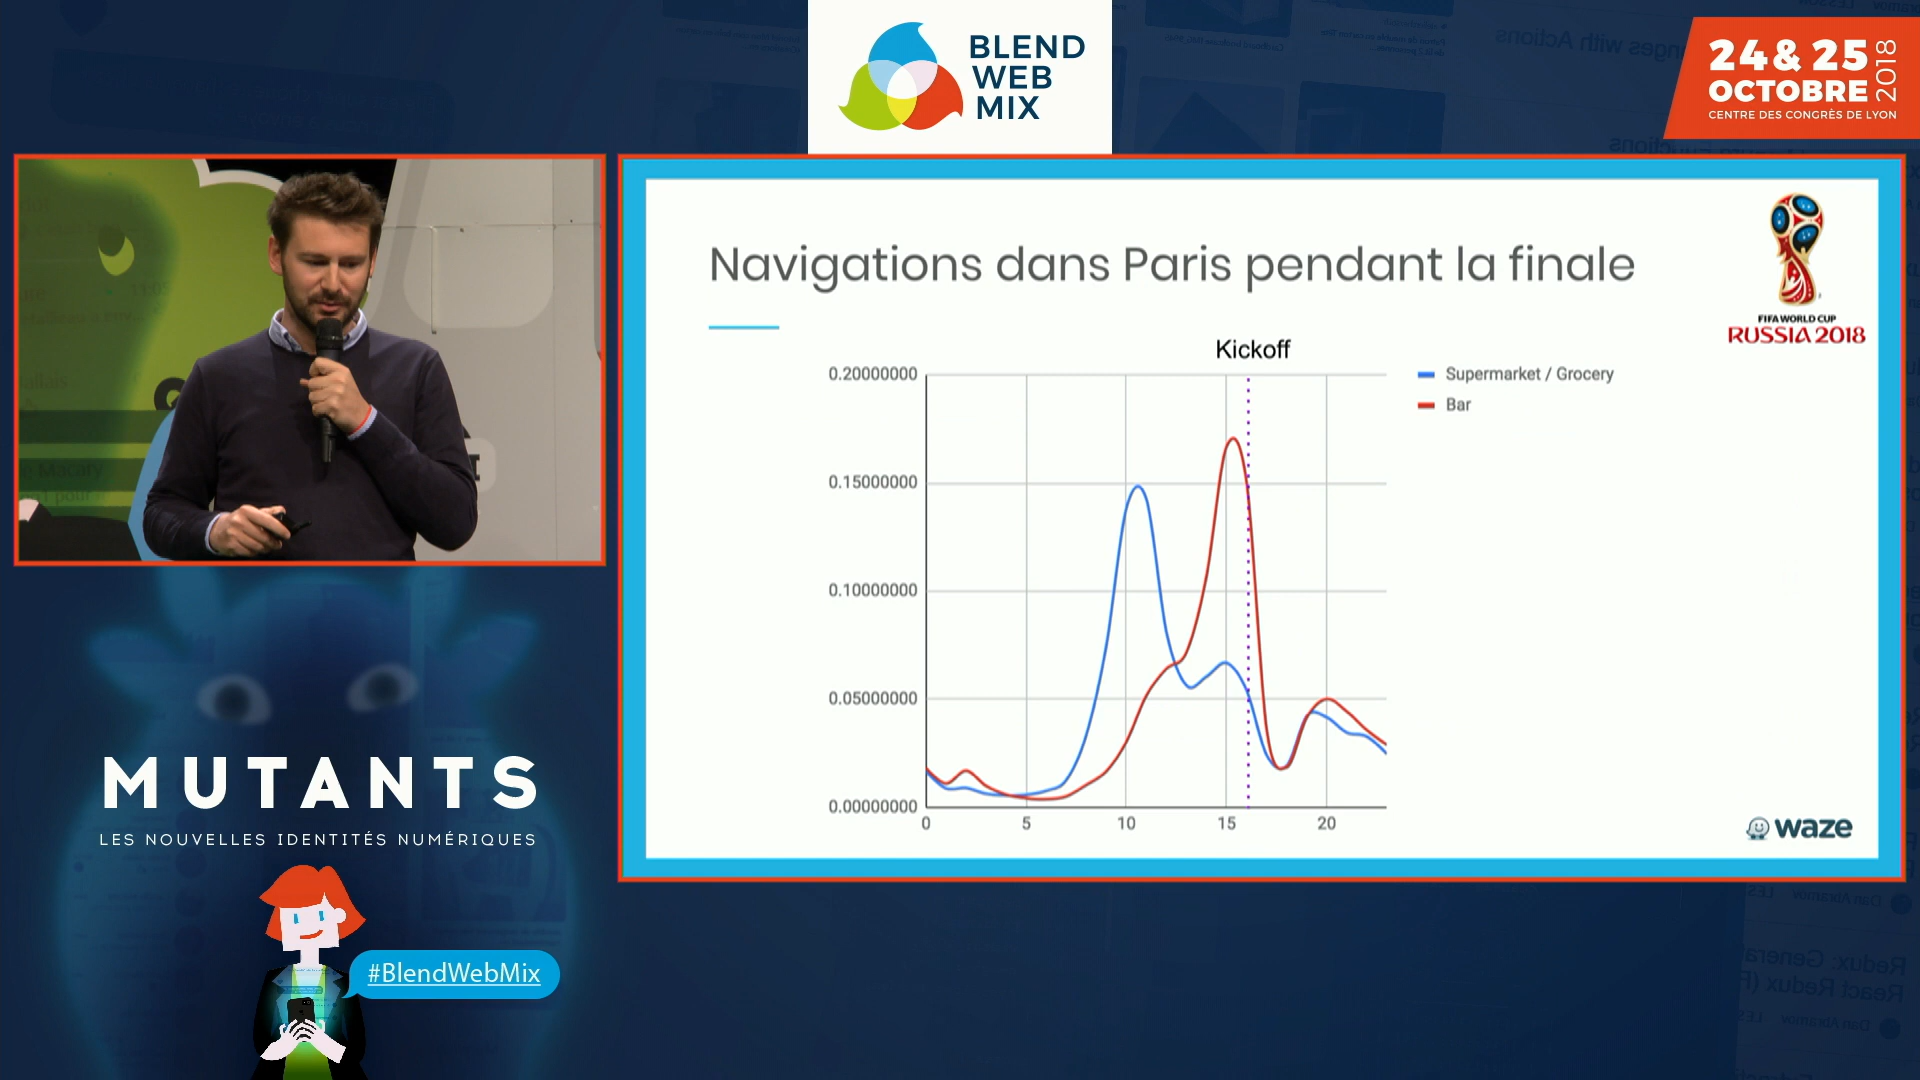 BLEND
WEB
MIX
24 & 25
OCTOBRE
2018
CENTRE DES CONGRÈS DE LYON
Navigations dans Paris pendant la finale
FIFA WORLD CUP
RUSSIA 2018
Kickoff
0.20000000
0.15000000
0.10000000
0.05000000
0.00000000
0
5
10
15
20
Supermarket / Grocery
Bar
waze
MUTANTS
LES NOUVELLES IDENTITÉS NUMÉRIQUES
#BlendWebMix